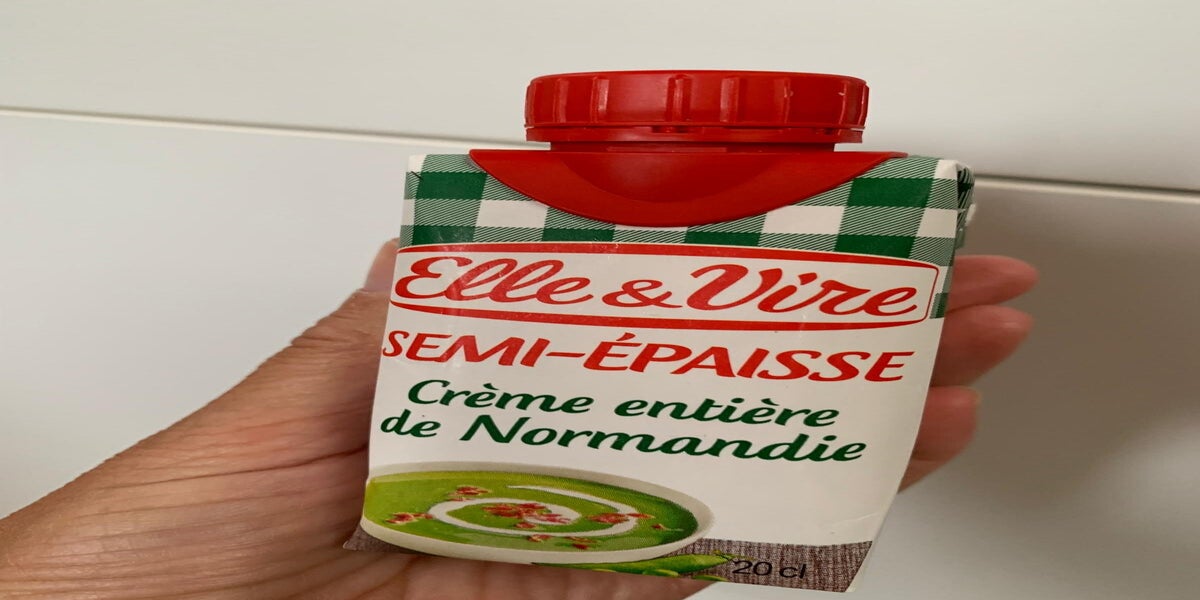 Elle & Vire
SEMI-ÉPAISSE
Crème entière
de Normandie
20 cl